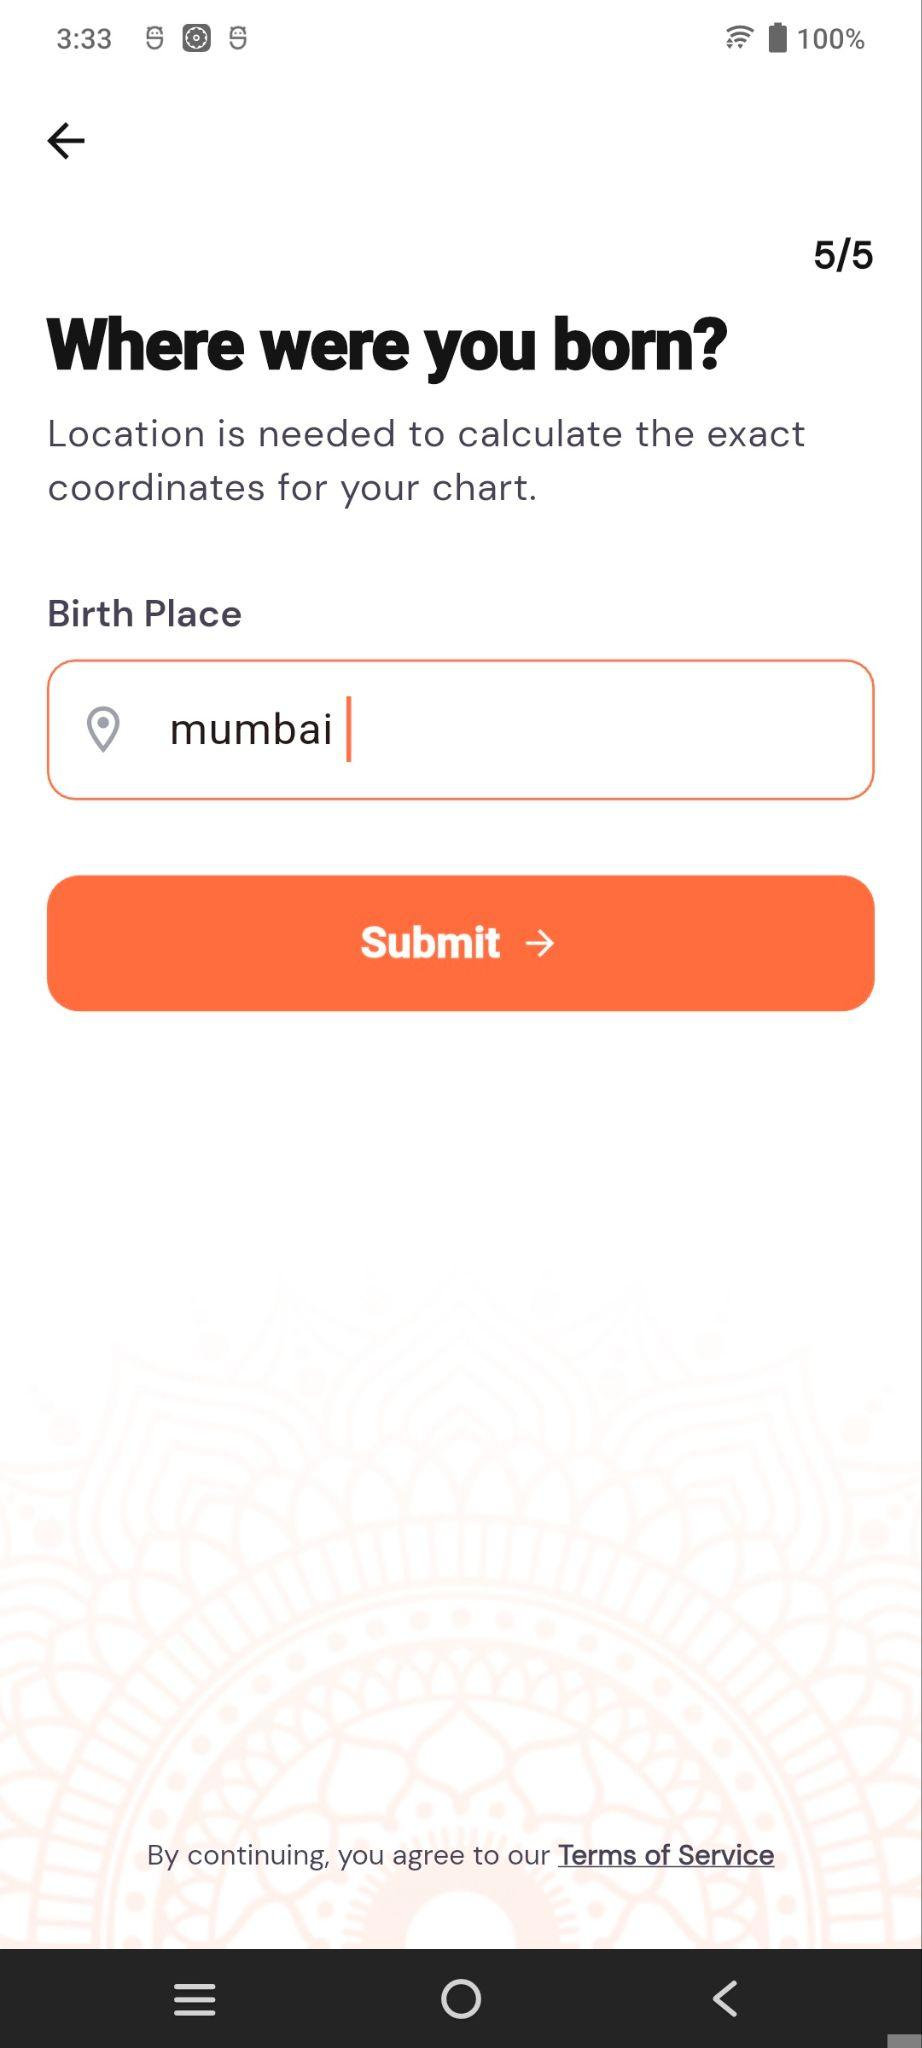 3:33
100%
5/5
Where were you born?
Location is needed to calculate the exact
coordinates for your chart.
Birth Place
mumbai
Submit →
By continuing, you agree to our Terms of Service